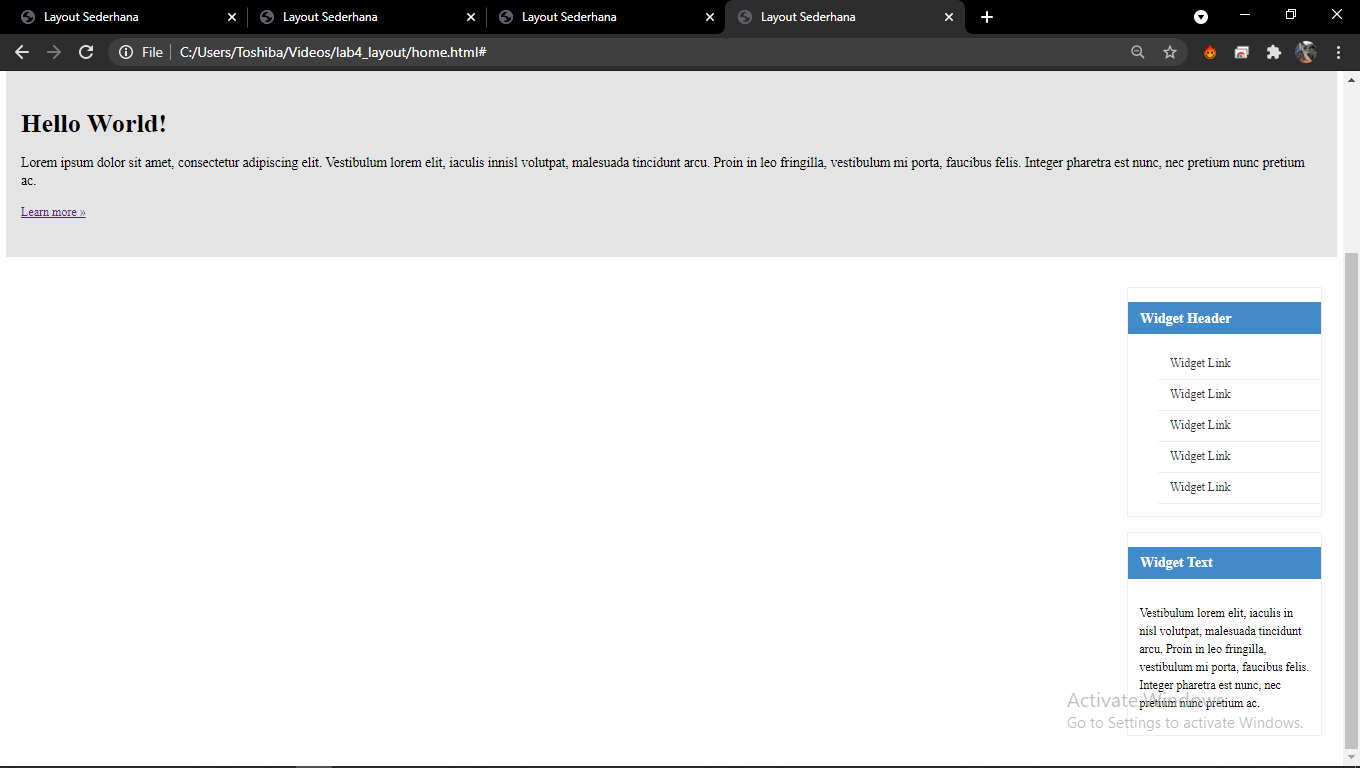 Layout Sederhana
Layout Sederhana
Layout Sederhana
Layout Sederhana
File
C:/Users/Toshiba/Videos/lab4_layout/home.html#
Hello World!
Lorem ipsum dolor sit amet, consectetur adipiscing elit. Vestibulum lorem elit, iaculis innisl volutpat, malesuada tincidunt arcu. Proin in leo fringilla, vestibulum mi porta, faucibus felis. Integer pharetra est nunc, nec pretium nunc pretium
ac.
Learn more »
Widget Header
Widget Link
Widget Link
Widget Link
Widget Link
Widget Link
Widget Text
Vestibulum lorem elit, iaculis in
nisl volutpat, malesuada tincidunt
arcu. Proin in leo fringilla,
vestibulum mi porta, faucibus felis.
Integer pharetra est nunc, nec
pretium nunc pretium ac.
Activate Windows
Go to Settings to activate Windows.